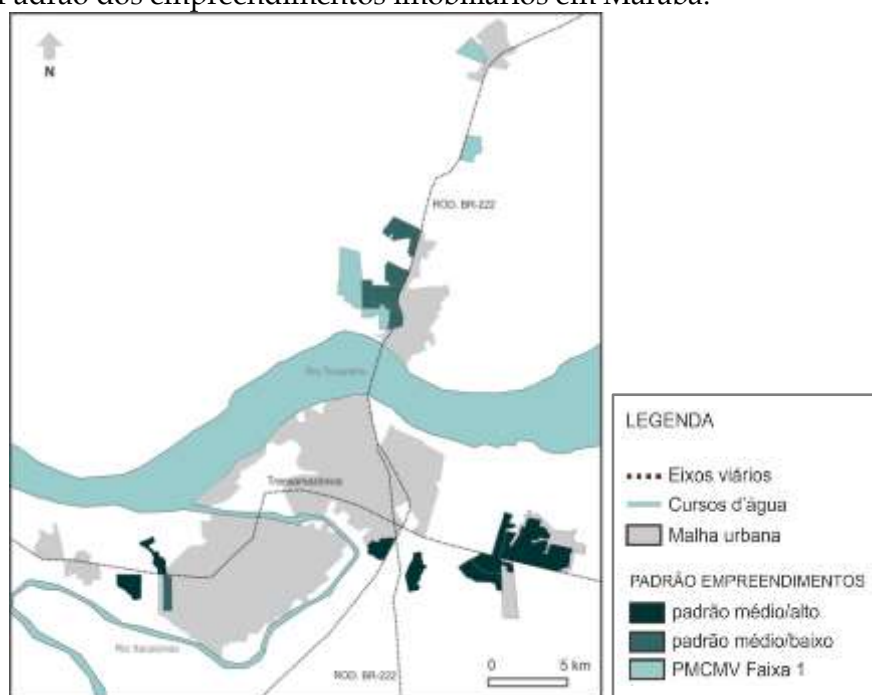 Padrão dos empreendimentos imobiliários em Marabá.
N
ROD. BR-222
Rio Tocantins
Transamazônica
Rio Itacaiúnas
ROD. BR-222
0 5 km
LEGENDA
Eixos viários
Cursos d'água
Malha urbana
PADRÃO EMPREENDIMENTOS
padrão médio/alto
padrão médio/baixo
PMCMV Faixa 1